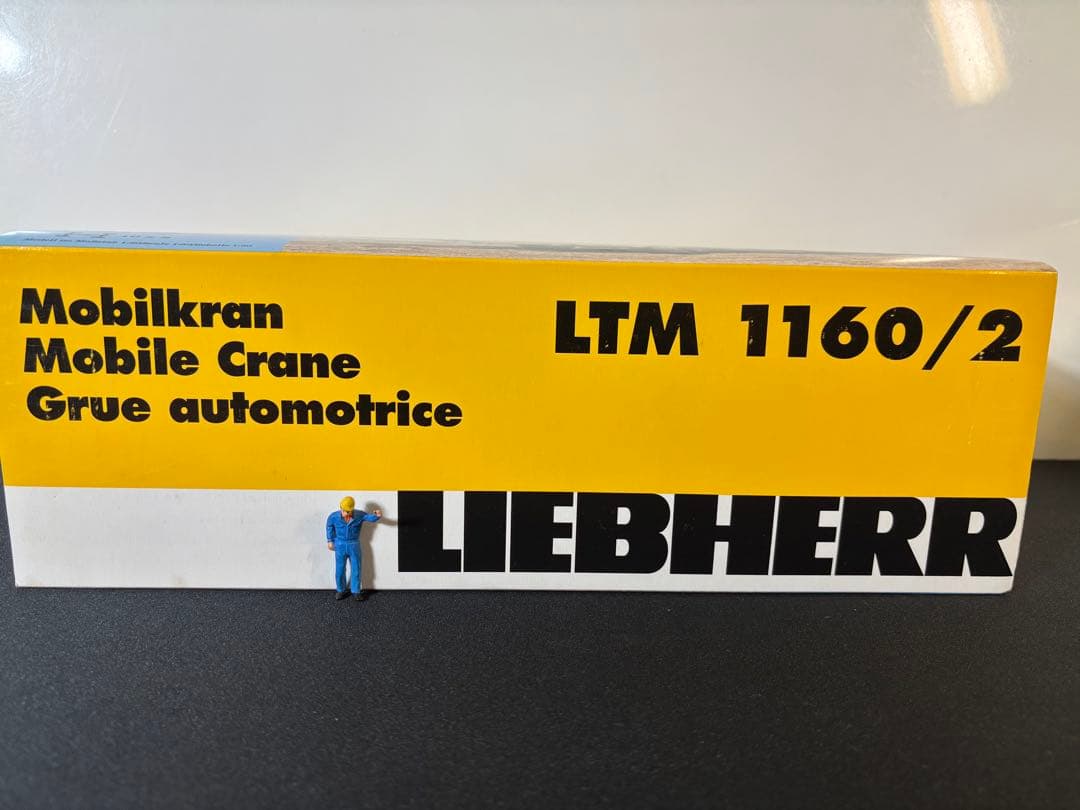 Mobilkran
Mobile Crane
Grue automotrice
LTM 1160/2
LIEBHERR